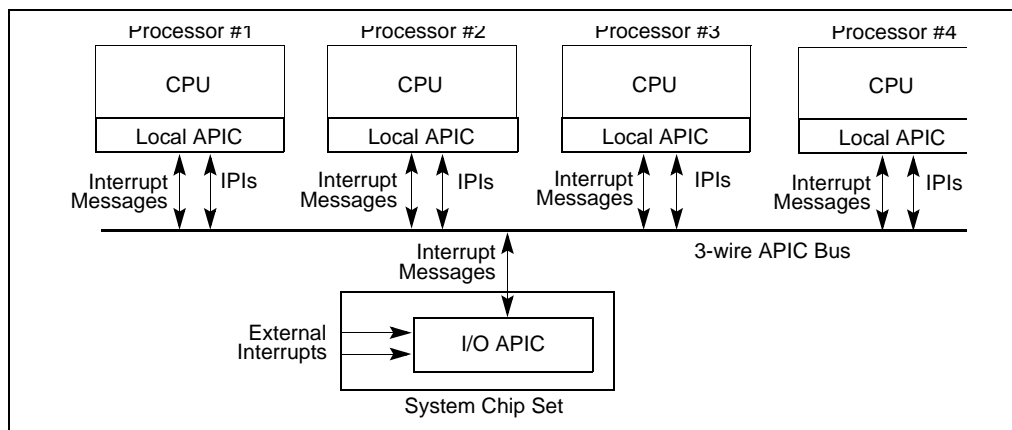 Processor #1
Processor #2
Processor #3
Processor #4
CPU
CPU
CPU
CPU
Local APIC
Local APIC
Local APIC
Local APIC
Interrupt
Messages
IPIs
Interrupt
Messages
IPIs
Interrupt
Messages
IPIs
Interrupt
Messages
IPIs
Interrupt
Messages
3-wire APIC Bus
External
Interrupts
I/O APIC
System Chip Set